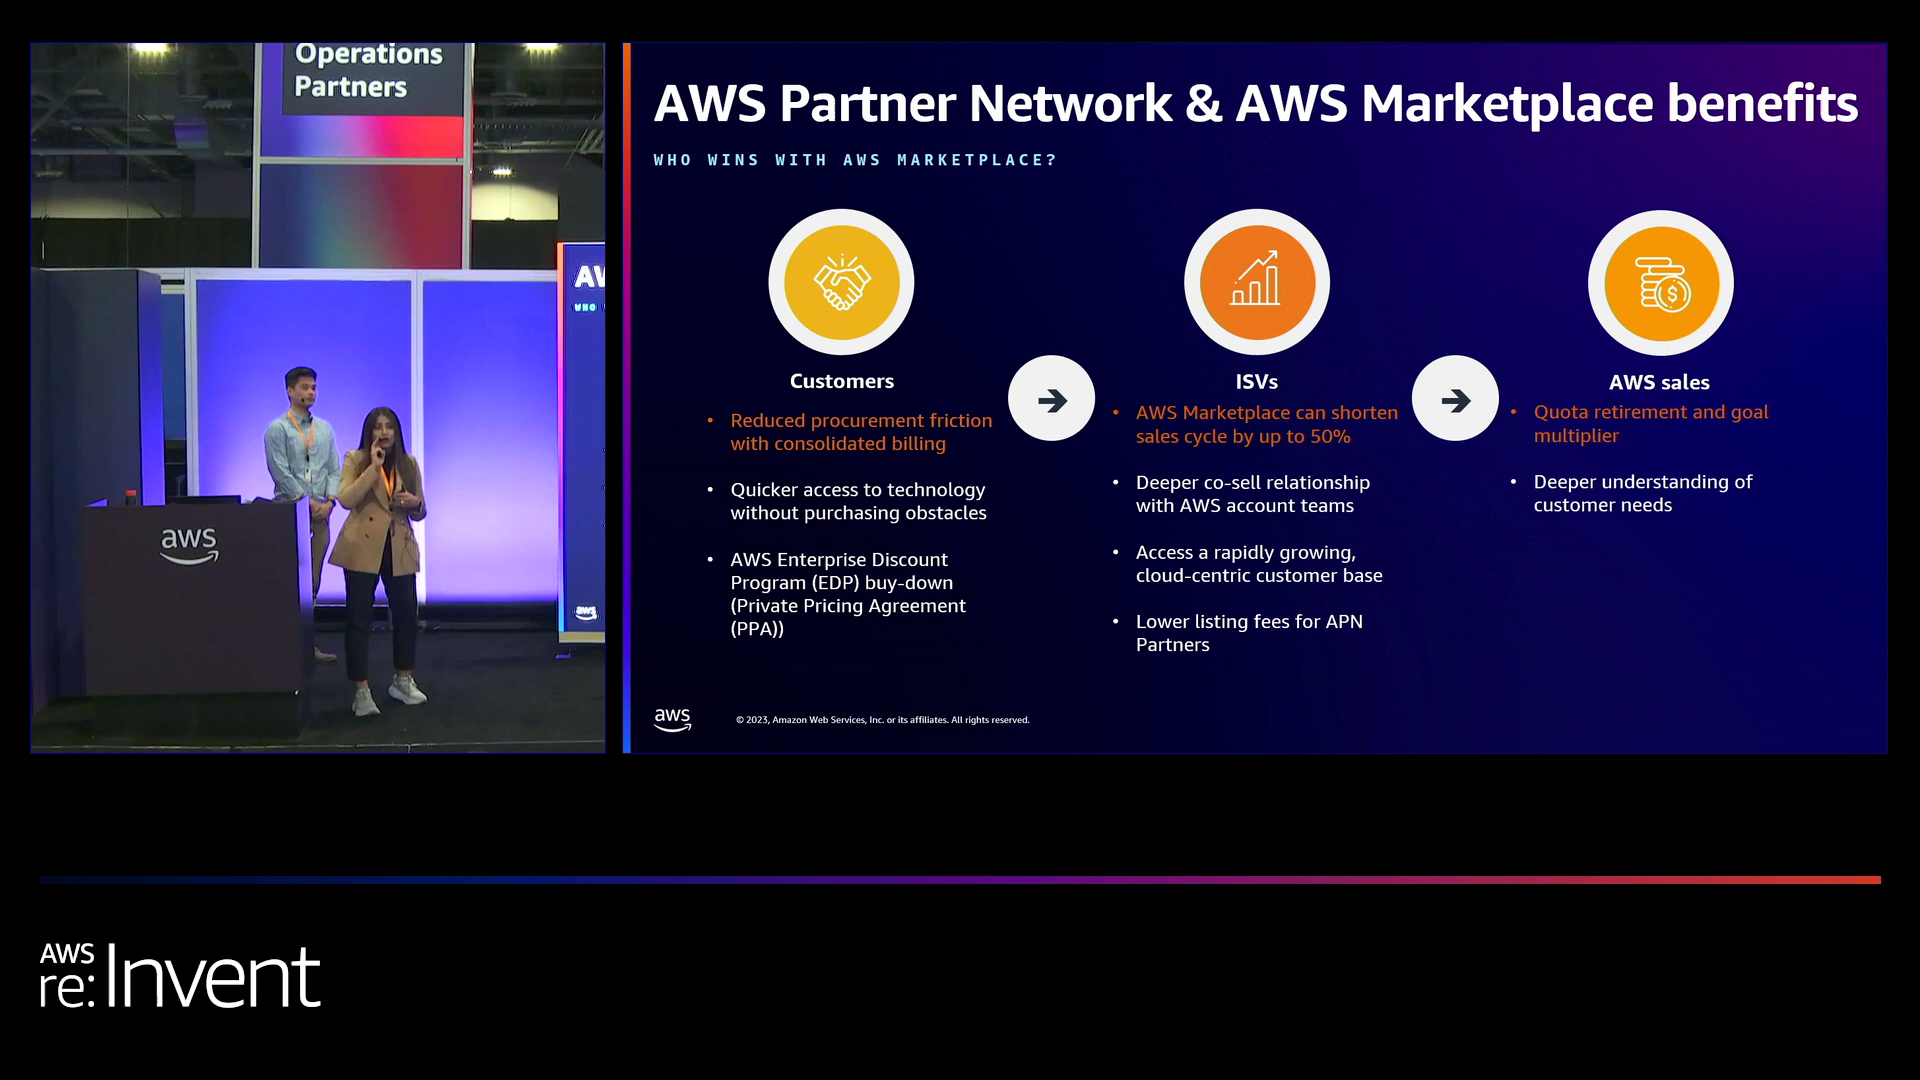 Operations
Partners
AW
WHO
aws
aws
AWS Partner Network & AWS Marketplace benefits
WHO WINS WITH AWS MARKETPLACE?
Customers
• Reduced procurement friction
with consolidated billing
• Quicker access to technology
without purchasing obstacles
• AWS Enterprise Discount
Program (EDP) buy-down
(Private Pricing Agreement
(PPA))
ISVs
• AWS Marketplace can shorten
sales cycle by up to 50%
• Deeper co-sell relationship
with AWS account teams
• Access a rapidly growing,
cloud-centric customer base
• Lower listing fees for APN
Partners
AWS sales
• Quota retirement and goal
multiplier
• Deeper understanding of
customer needs
aws
© 2023, Amazon Web Services, Inc. or its affiliates. All rights reserved.
AWS
re:Invent